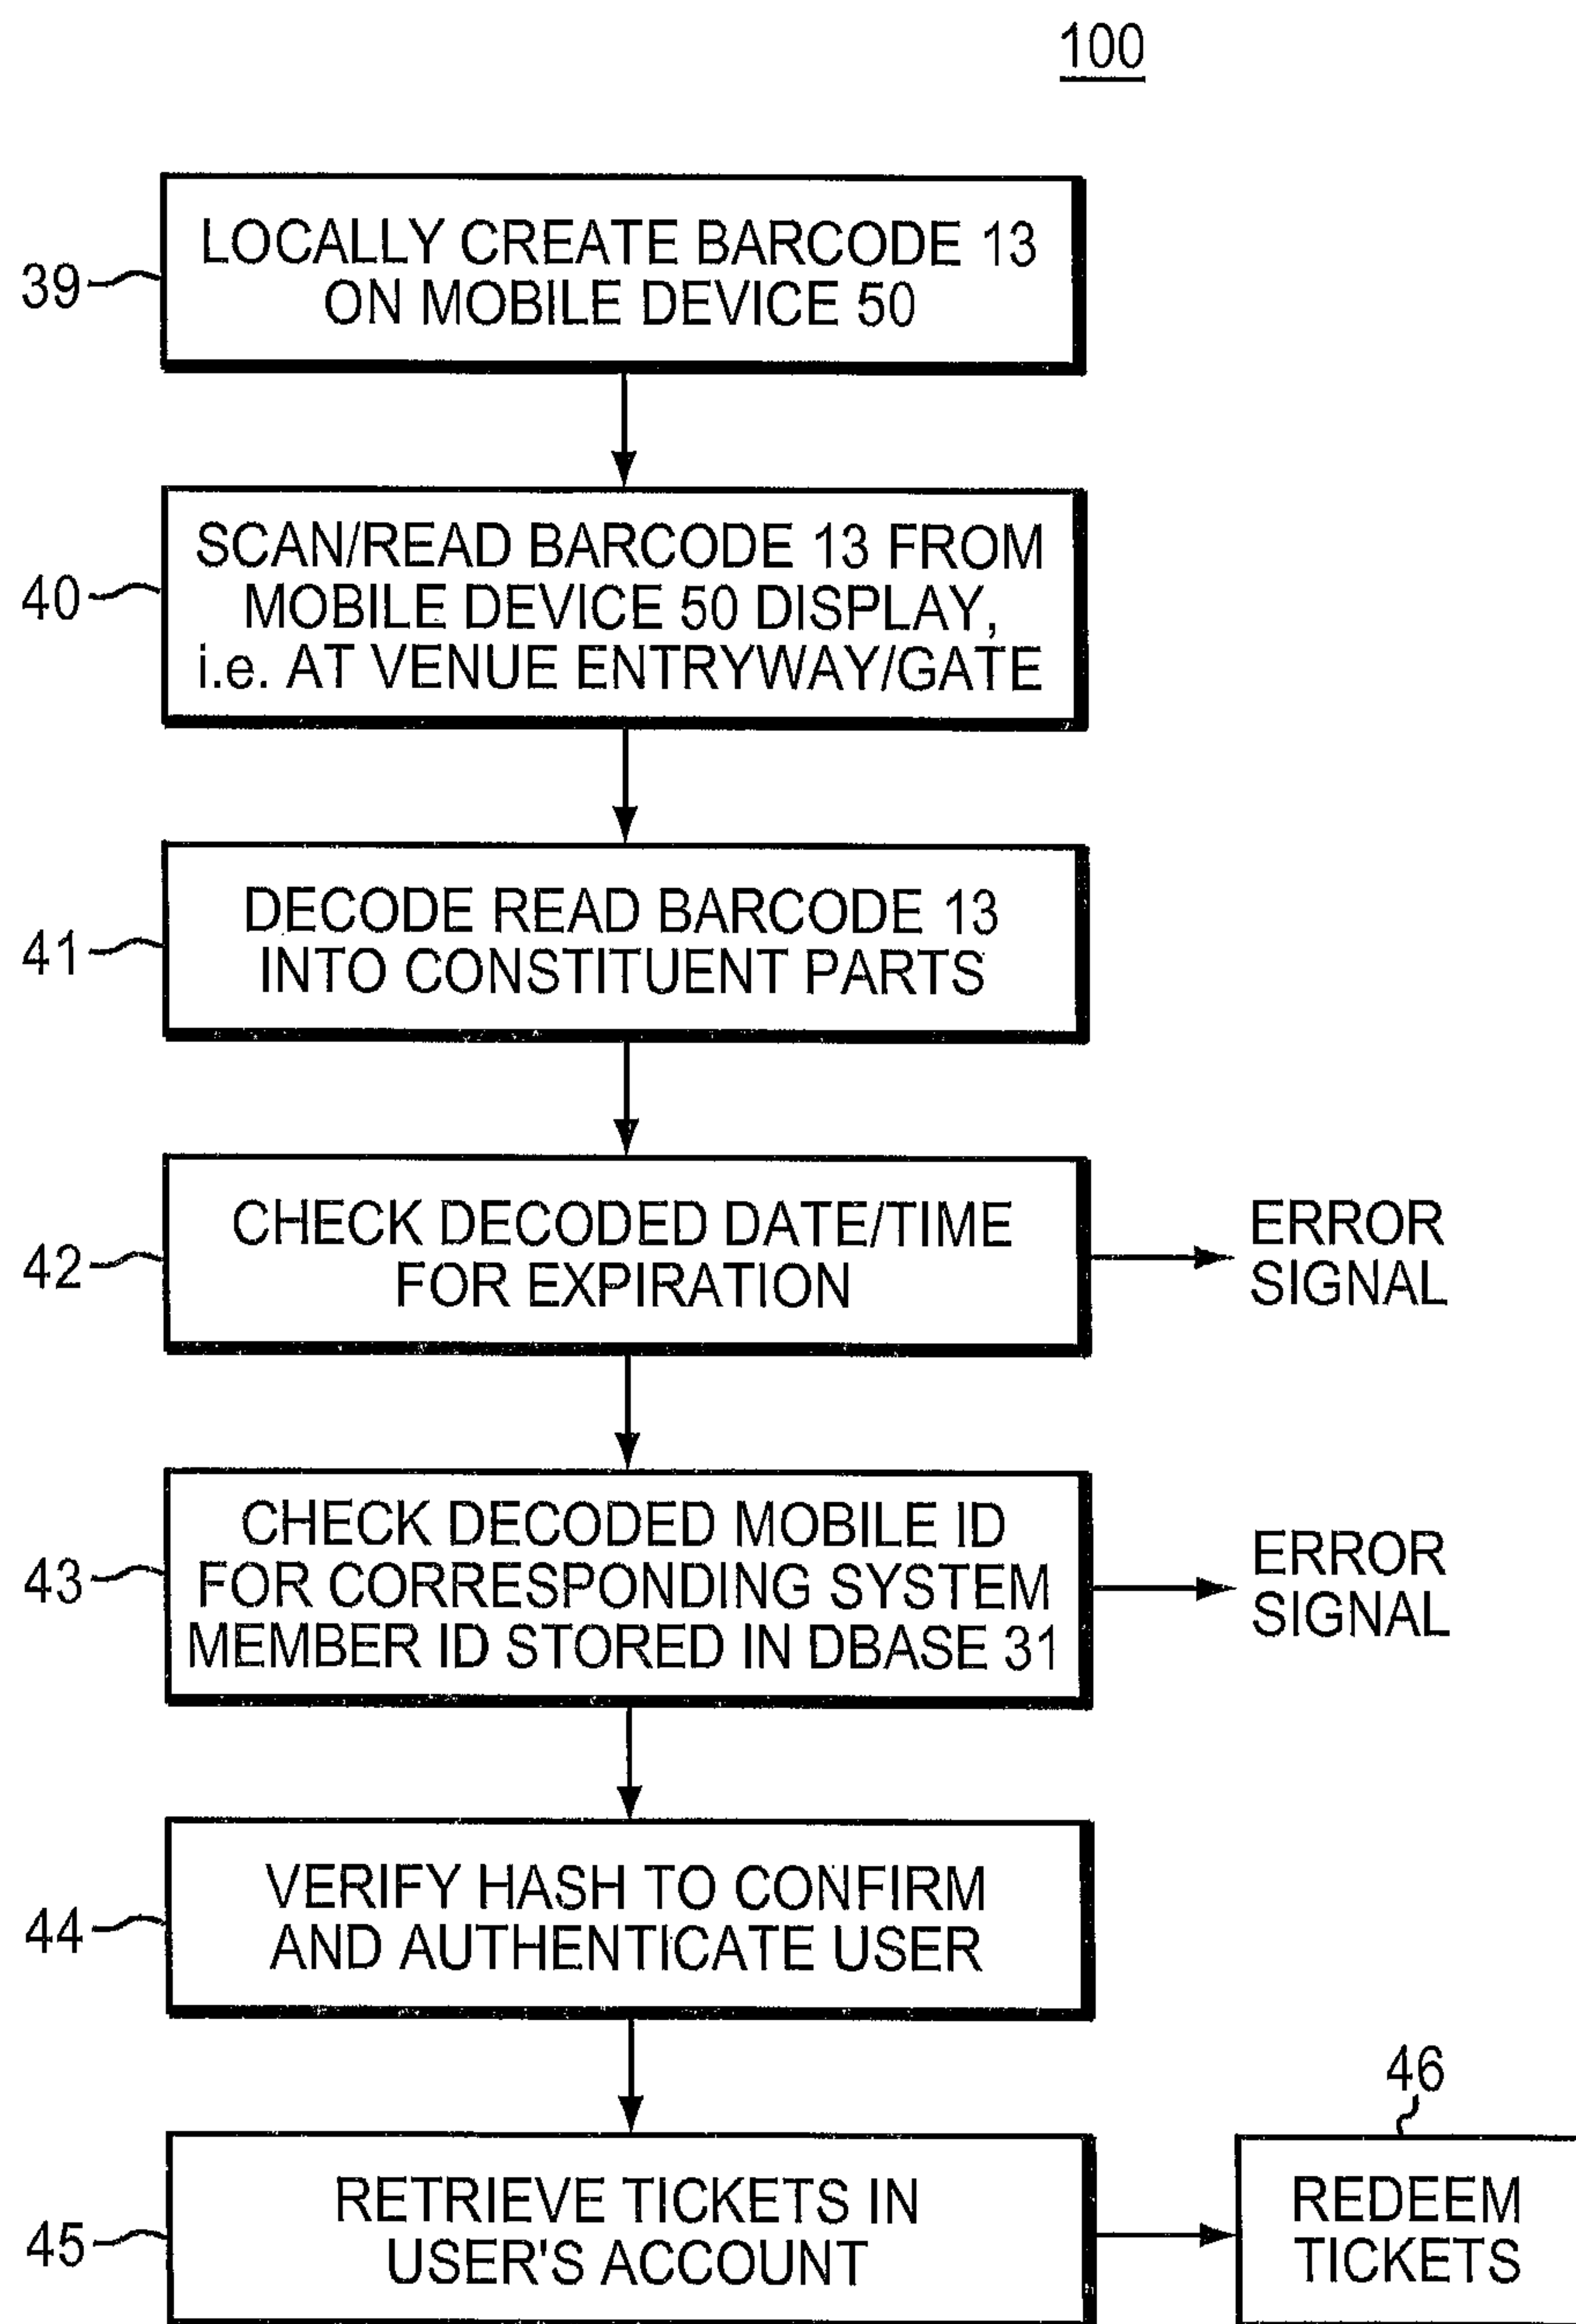 100
39
LOCALLY CREATE BARCODE 13
ON MOBILE DEVICE 50
40
SCAN/READ BARCODE 13 FROM
MOBILE DEVICE 50 DISPLAY,
i.e. AT VENUE ENTRYWAY/GATE
41
DECODE READ BARCODE 13
INTO CONSTITUENT PARTS
42
CHECK DECODED DATE/TIME
FOR EXPIRATION
ERROR
SIGNAL
43
CHECK DECODED MOBILE ID
FOR CORRESPONDING SYSTEM
MEMBER ID STORED IN DBASE 31
ERROR
SIGNAL
44
VERIFY HASH TO CONFIRM
AND AUTHENTICATE USER
45
RETRIEVE TICKETS IN
USER'S ACCOUNT
46
REDEEM
TICKETS